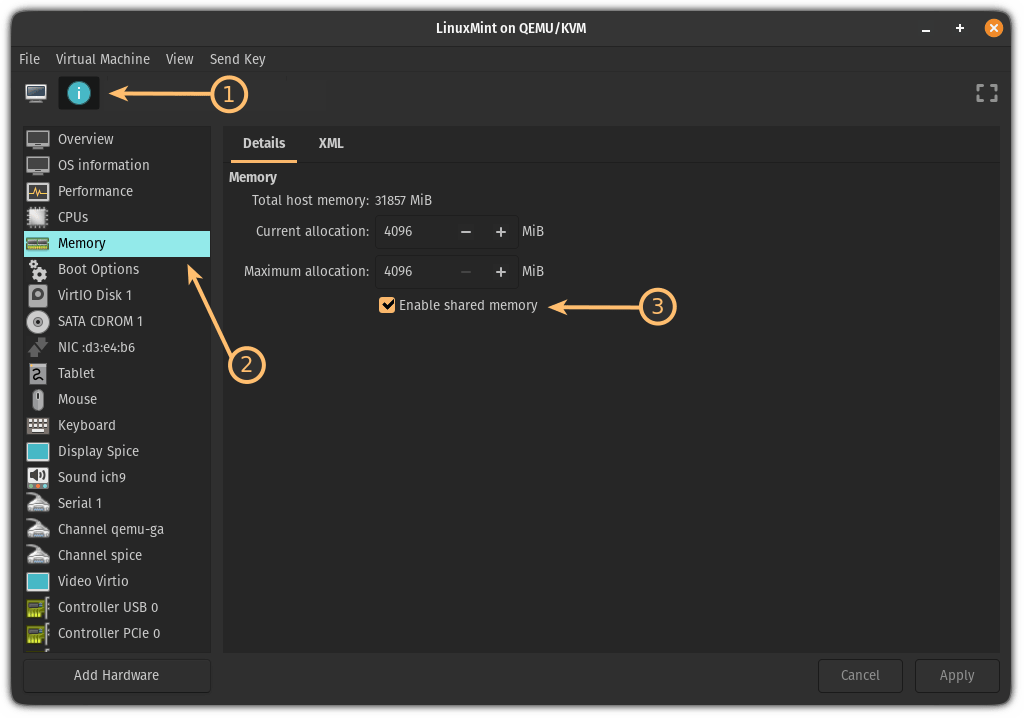 LinuxMint on QEMU/KVM
File Virtual Machine View Send Key
i
1
Overview
OS information
Performance
CPUs
Memory
Boot Options
VirtIO Disk 1
SATA CDROM 1
NIC :d3:e4:b6
Tablet
Mouse
Keyboard
Display Spice
Sound ich9
Serial 1
Channel qemu-ga
Channel spice
Video Virtio
Controller USB 0
Controller PCIe 0
Add Hardware
2
Details XML
Memory
Total host memory: 31857 MiB
Current allocation: 4096 − + MiB
Maximum allocation: 4096 − + MiB
Enable shared memory
3
Cancel Apply